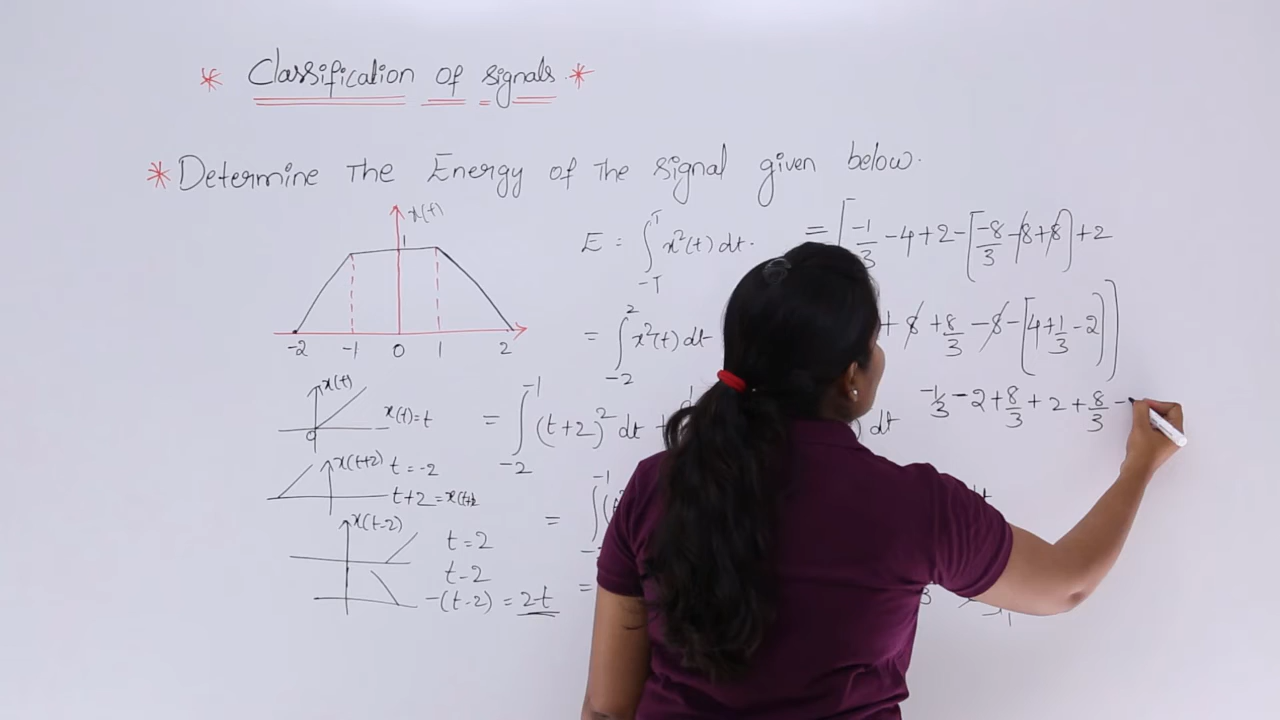 * Classification of signals. *
* Determine The Energy of The signal given below.
x(t)
1
-2 -1 0 1 2
E = ∫_{-T}^{T} x²(t) dt.
= ∫_{-2}^{2} x²(t) dt
= ∫_{-2}^{-1} (t+2)² dt
dt
=
=
= [-1/3 - 4 + 2 - [-8/3 - 8 + 8] + 2
+ 8 + 8/3 - 8 - [4 + 1/3 - 2]]
-1/3 - 2 + 8/3 + 2 + 8/3 -
x(t)
x(t) = t
0
x(t+2) t = -2
t+2 = x(t+2
x(t-2)
t = 2
t-2
-(t-2) = 2-t